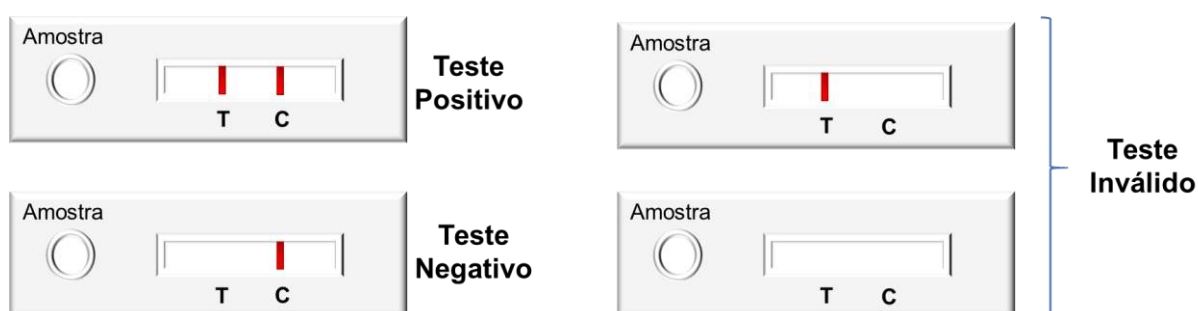 Amostra
T C
Teste
Positivo
Amostra
T C
Teste
Negativo
Amostra
T C
Amostra
T C
Teste
Inválido